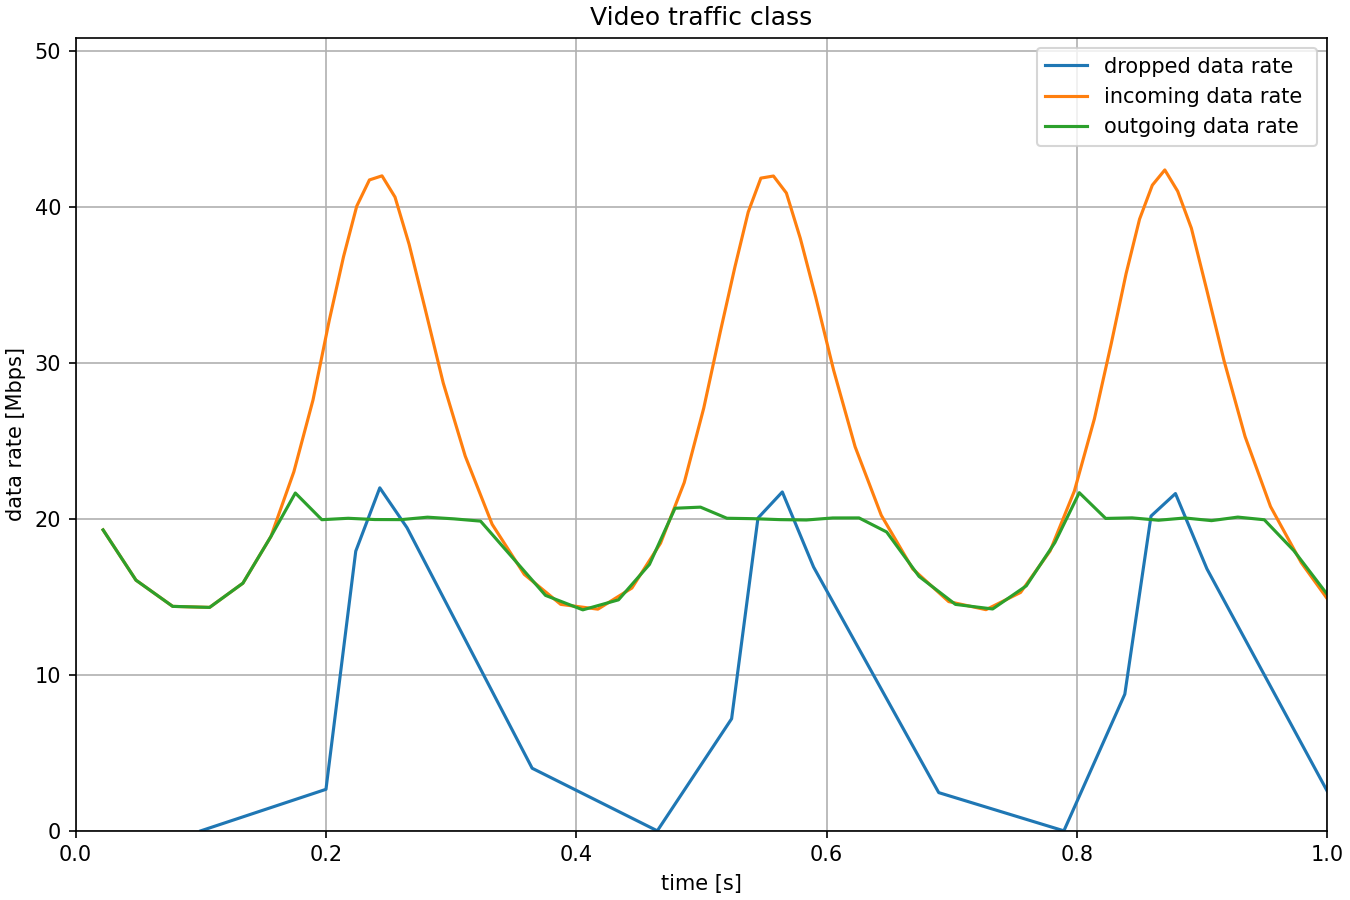 Video traffic class
dropped data rate
incoming data rate
outgoing data rate
data rate [Mbps]
50
40
30
20
10
0
0.0 0.2 0.4 0.6 0.8 1.0
time [s]